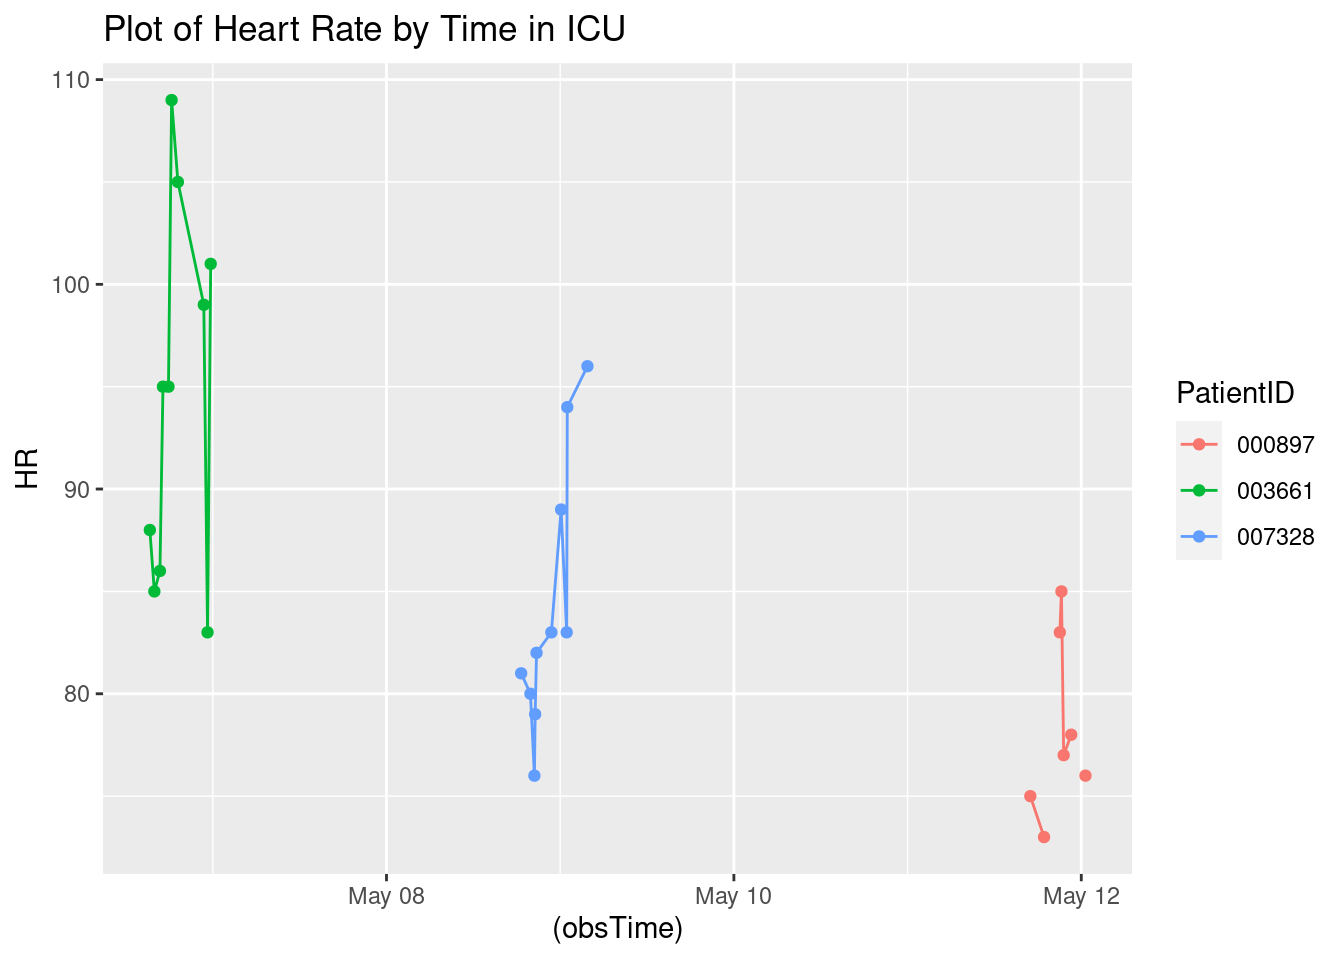 Plot of Heart Rate by Time in ICU
110
100
90
80
HR
May 08
May 10
May 12
(obsTime)
PatientID
000897
003661
007328